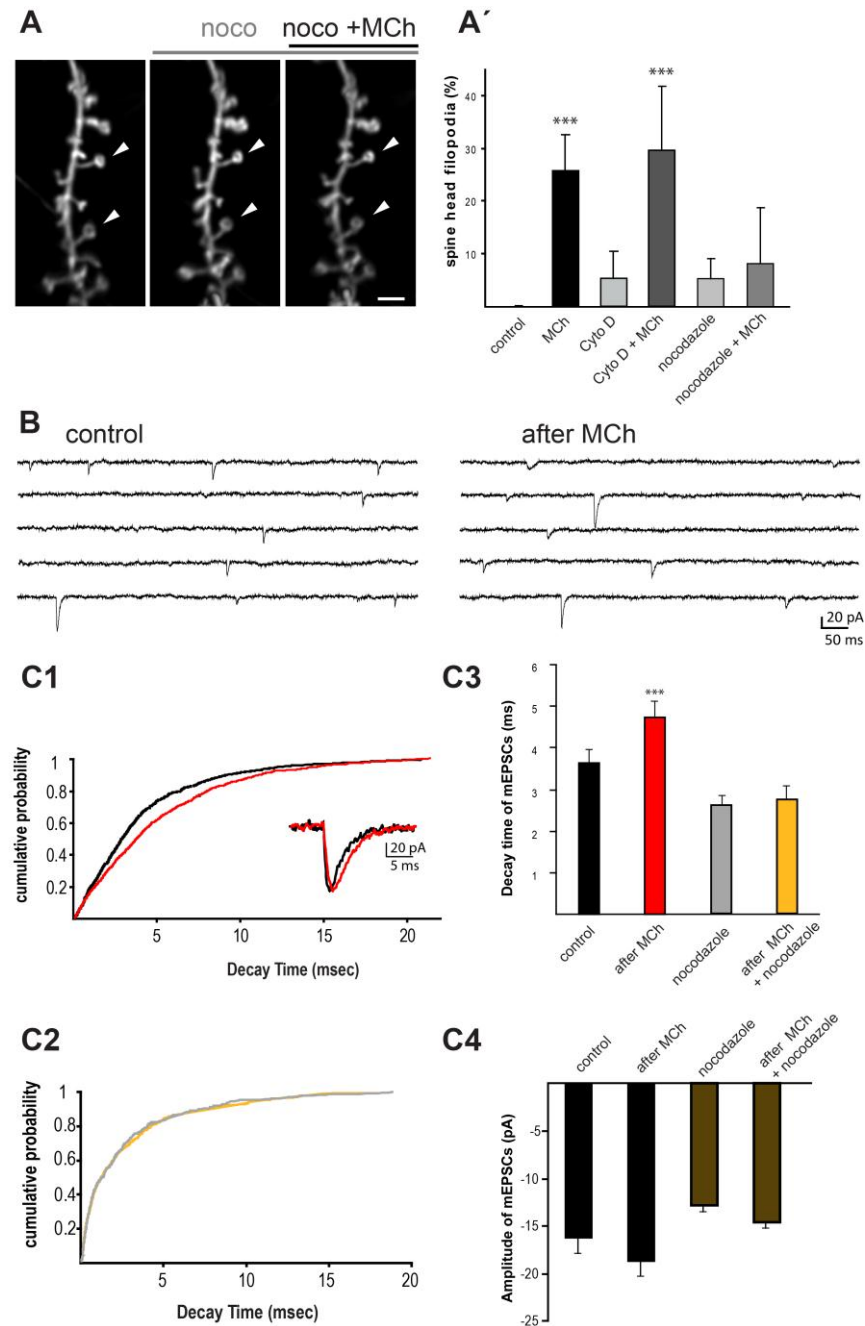 A
noco
noco +MCh
A´
spine head filopodia (%)
40
30
20
10
***
***
control
MCh
Cyto D
Cyto D + MCh
nocodazole
nocodazole + MCh
B
control
after MCh
20 pA
50 ms
C1
cumulative probability
1
0.8
0.6
0.4
0.2
20 pA
5 ms
5
10
15
20
Decay Time (msec)
C3
Decay time of mEPSCs (ms)
6
5
4
3
2
1
***
control
after MCh
nocodazole
after MCh
+ nocodazole
C2
cumulative probability
1
0.8
0.6
0.4
0.2
5
10
15
20
Decay Time (msec)
C4
control
after MCh
nocodazole
after MCh
+ nocodazole
Amplitude of mEPSCs (pA)
-5
-10
-15
-20
-25